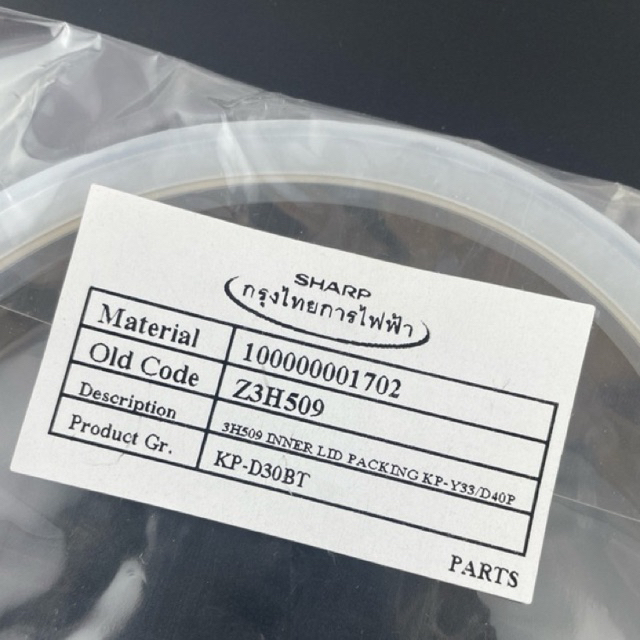 SHARP
กรุงไทยการไฟฟ้า
Material 100000001702
Old Code Z3H509
Description 3H509 INNER LID PACKING KP-Y33/D40P
Product Gr. KP-D30BT
PARTS